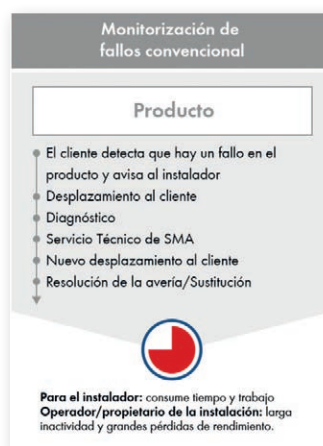 Monitorización de
fallos convencional
Producto
El cliente detecta que hay un fallo en el
producto y avisa al instalador
Desplazamiento al cliente
Diagnóstico
Servicio Técnico de SMA
Nuevo desplazamiento al cliente
Resolución de la avería/Sustitución
Para el instalador: consume tiempo y trabajo
Operador/propietario de la instalación: larga
inactividad y grandes pérdidas de rendimiento.